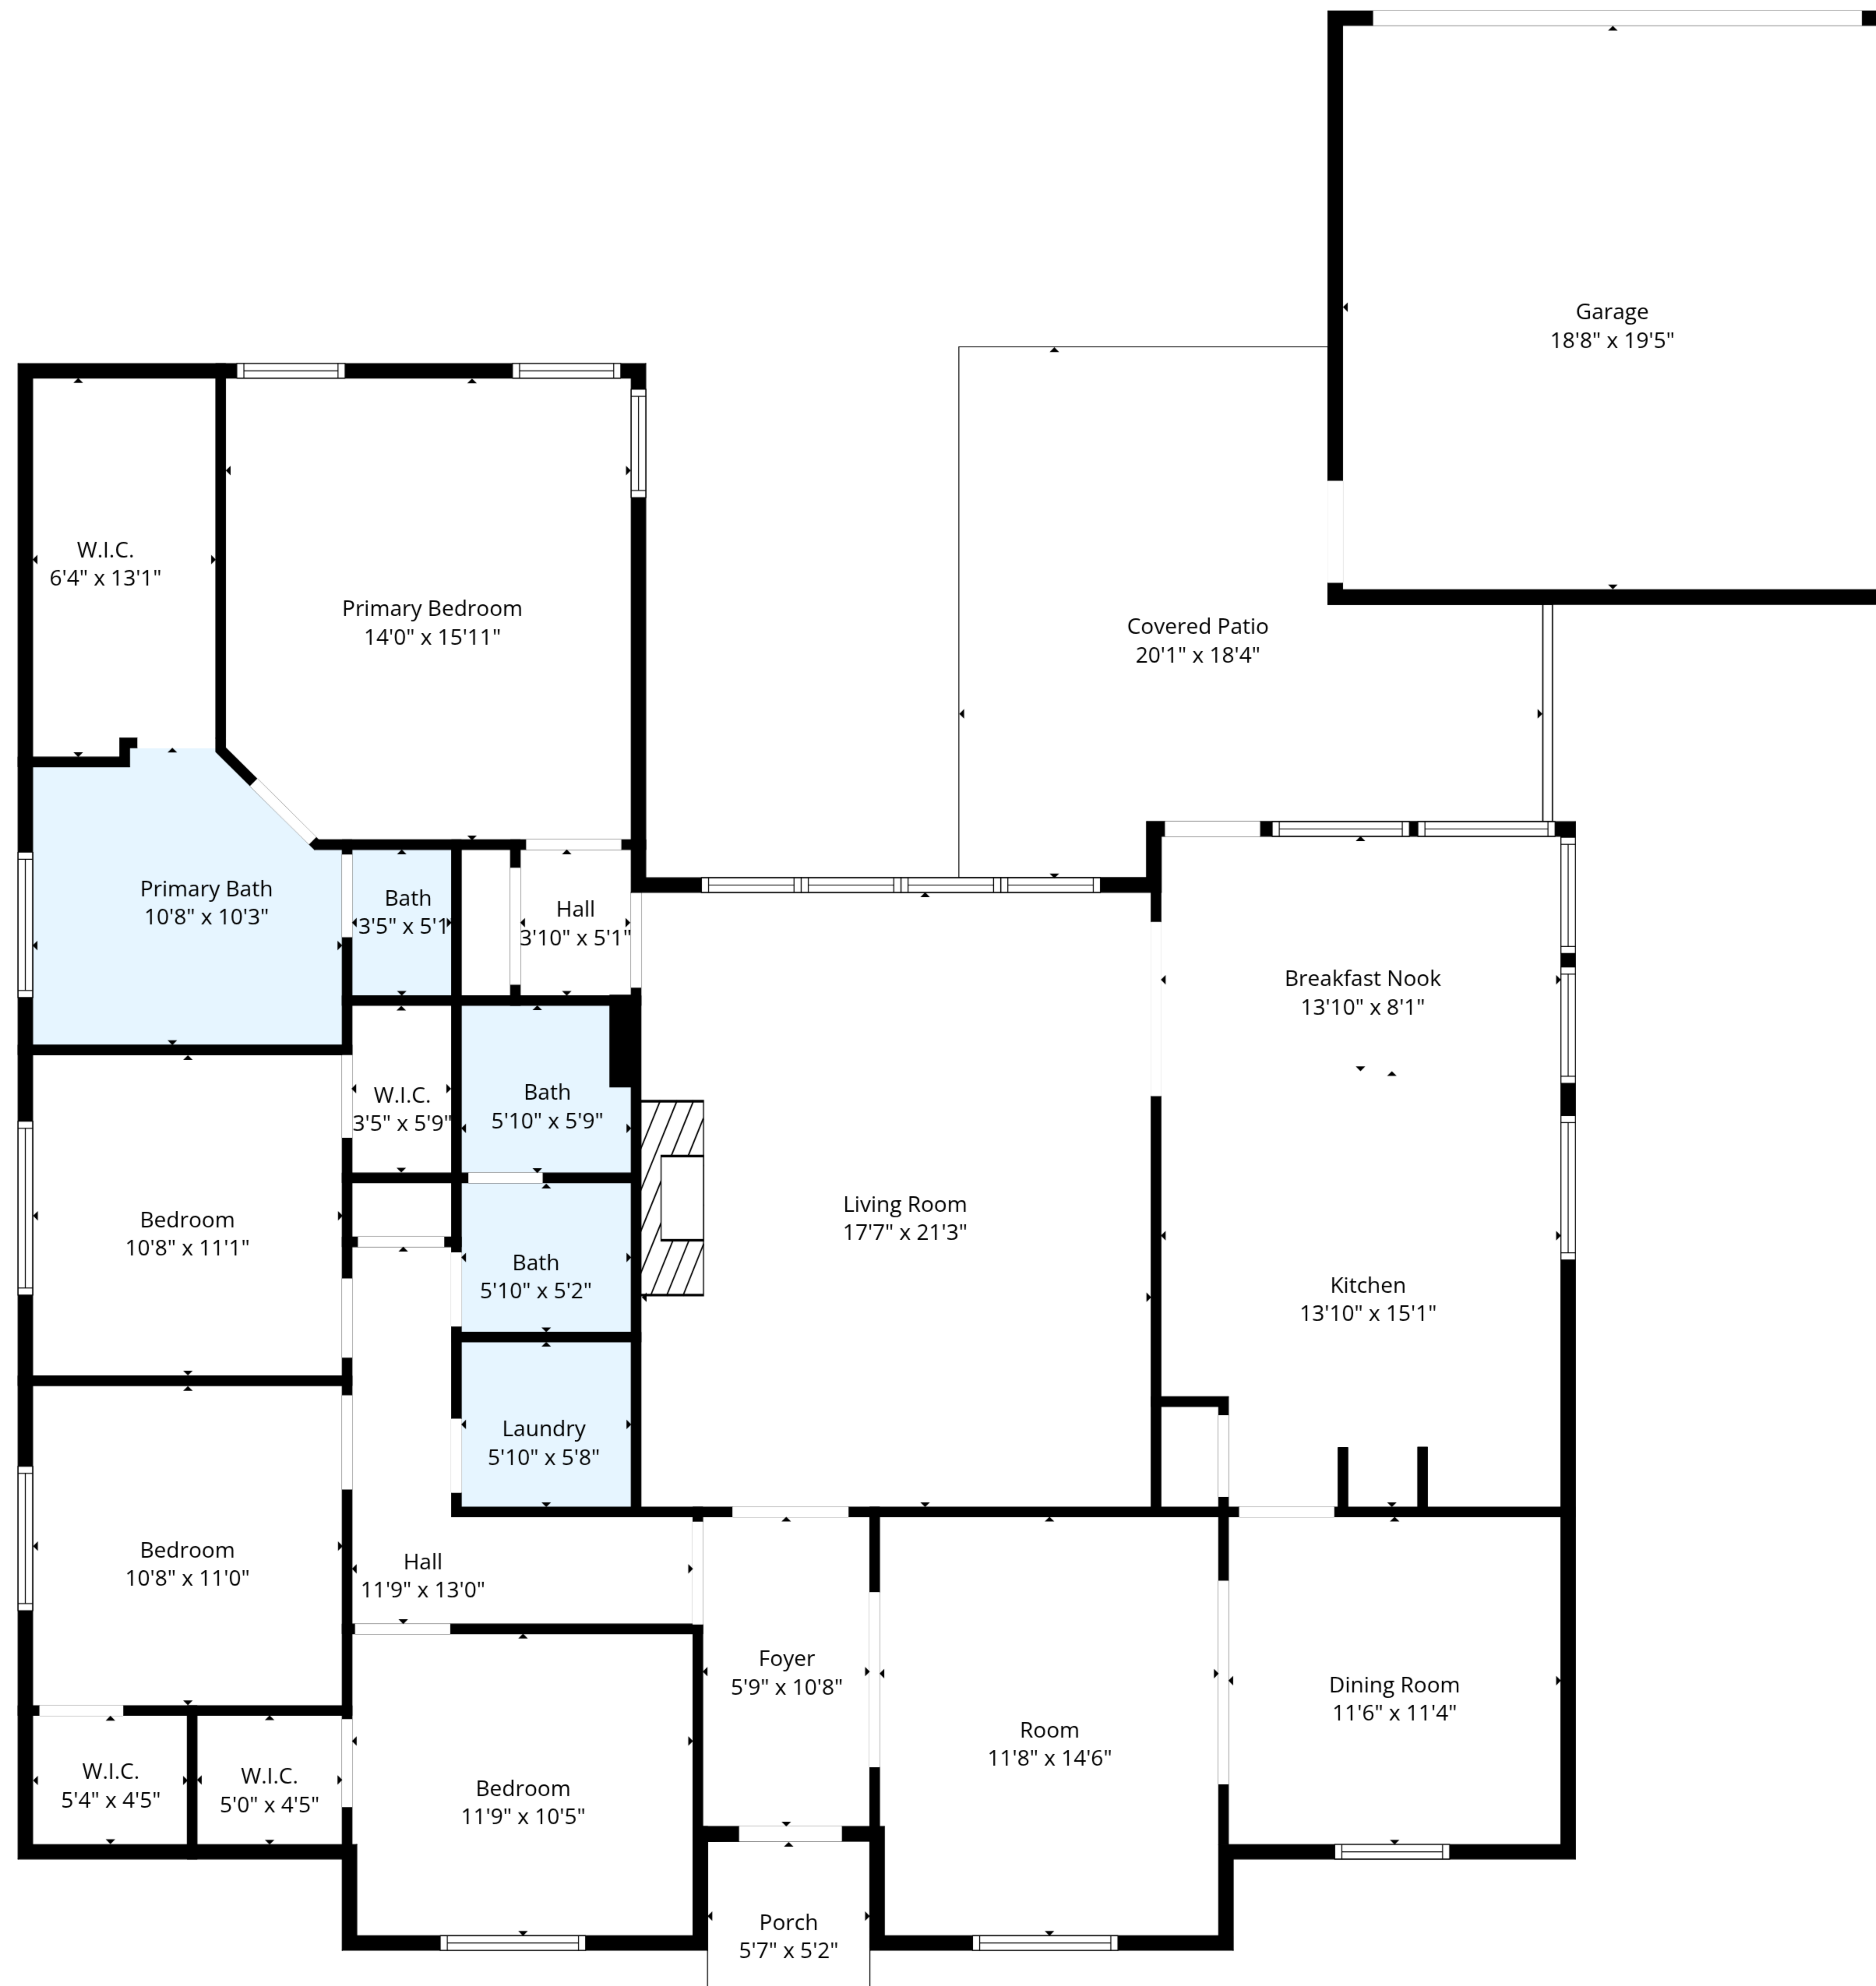 Garage
18'8" x 19'5"
W.I.C.
6'4" x 13'1"
Primary Bedroom
14'0" x 15'11"
Covered Patio
20'1" x 18'4"
Primary Bath
10'8" x 10'3"
Bath
3'5" x 5'1
Hall
3'10" x 5'1"
Breakfast Nook
13'10" x 8'1"
W.I.C.
3'5" x 5'9"
Bath
5'10" x 5'9"
Living Room
17'7" x 21'3"
Bedroom
10'8" x 11'1"
Bath
5'10" x 5'2"
Kitchen
13'10" x 15'1"
Laundry
5'10" x 5'8"
Bedroom
10'8" x 11'0"
Hall
11'9" x 13'0"
Foyer
5'9" x 10'8"
Dining Room
11'6" x 11'4"
Room
11'8" x 14'6"
W.I.C.
5'4" x 4'5"
W.I.C.
5'0" x 4'5"
Bedroom
11'9" x 10'5"
Porch
5'7" x 5'2"